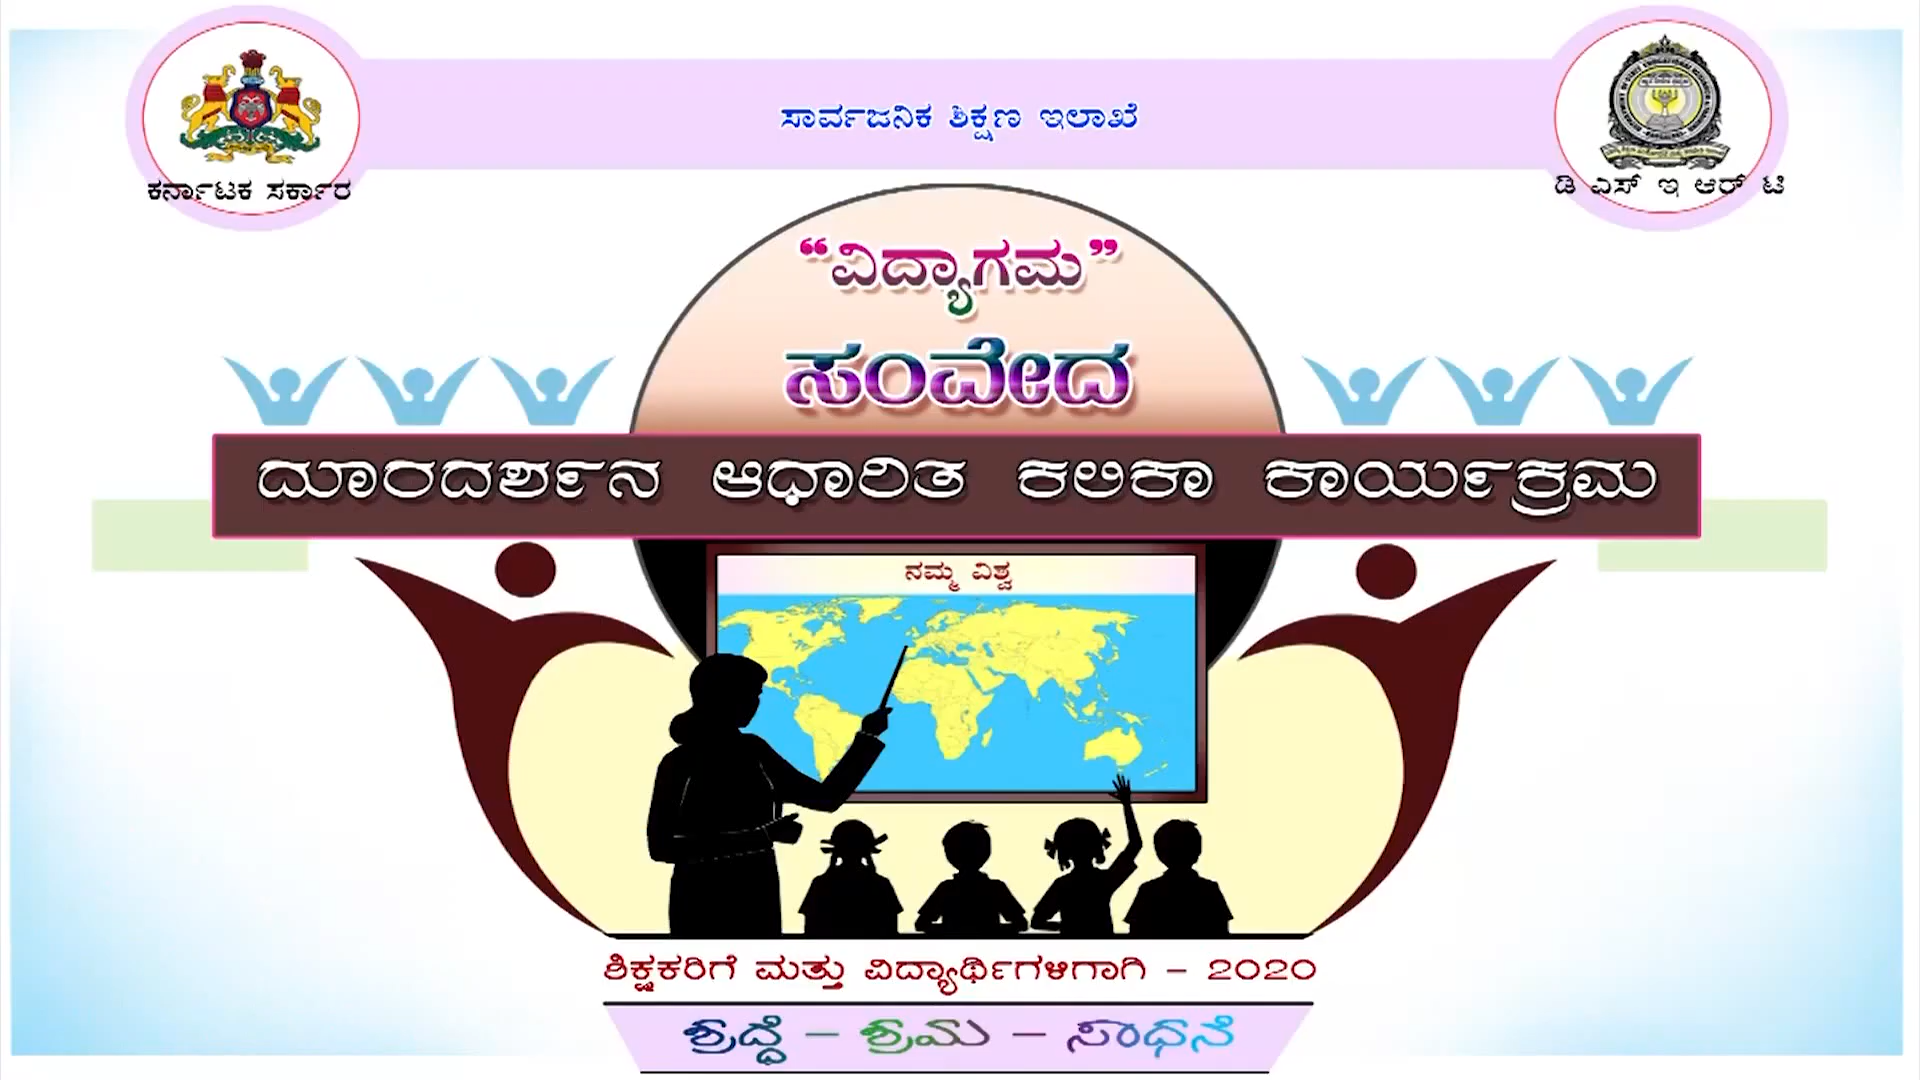 ಸಾರ್ವಜನಿಕ ಶಿಕ್ಷಣ ಇಲಾಖೆ
ಕರ್ನಾಟಕ ಸರ್ಕಾರ
ಡಿ ಎಸ್ ಇ ಆರ್ ಟಿ
“ವಿದ್ಯಾಗಮ”
ಸಂವೇದ
ದೂರದರ್ಶನ ಆಧಾರಿತ ಕಲಿಕಾ ಕಾರ್ಯಕ್ರಮ
ನಮ್ಮ ವಿಶ್ವ
ಶಿಕ್ಷಕರಿಗೆ ಮತ್ತು ವಿದ್ಯಾರ್ಥಿಗಳಿಗಾಗಿ – 2020
ಶ್ರದ್ಧೆ – ಶ್ರಮ – ಸಾಧನೆ